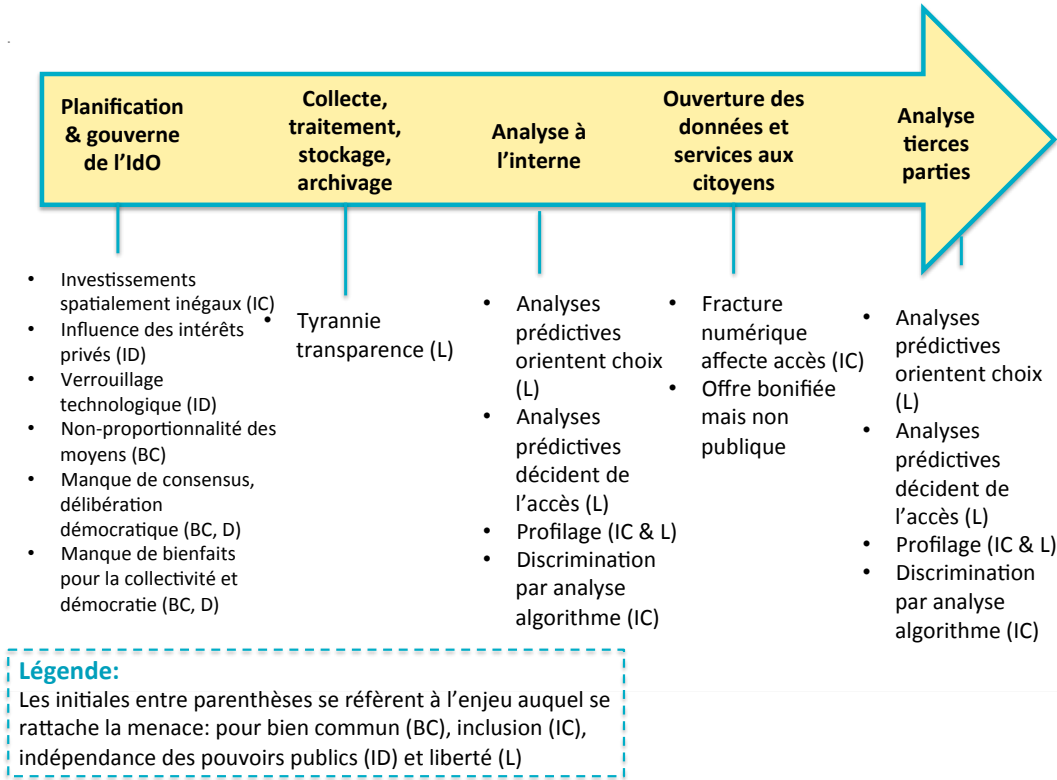 Planification
& gouverne
de l'IdO
Collecte,
traitement,
stockage,
archivage
Analyse à
l'interne
Ouverture des
données et
services aux
citoyens
Analyse
tierces
parties
• Investissements
spatialement inégaux (IC)
• Influence des intérêts
privés (ID)
• Verrouillage
technologique (ID)
• Non-proportionnalité des
moyens (BC)
• Manque de consensus,
délibération
démocratique (BC, D)
• Manque de bienfaits
pour la collectivité et
démocratie (BC, D)
• Tyrannie
transparence (L)
• Analyses
prédictives
orientent choix
(L)
• Analyses
prédictives
décident de
l'accès (L)
• Profilage (IC & L)
• Discrimination
par analyse
algorithme (IC)
• Fracture
numérique
affecte accès (IC)
• Offre bonifiée
mais non
publique
• Analyses
prédictives
orientent choix
(L)
• Analyses
prédictives
décident de
l'accès (L)
• Profilage (IC & L)
• Discrimination
par analyse
algorithme (IC)
Légende:
Les initiales entre parenthèses se réfèrent à l'enjeu auquel se
rattache la menace: pour bien commun (BC), inclusion (IC),
indépendance des pouvoirs publics (ID) et liberté (L)